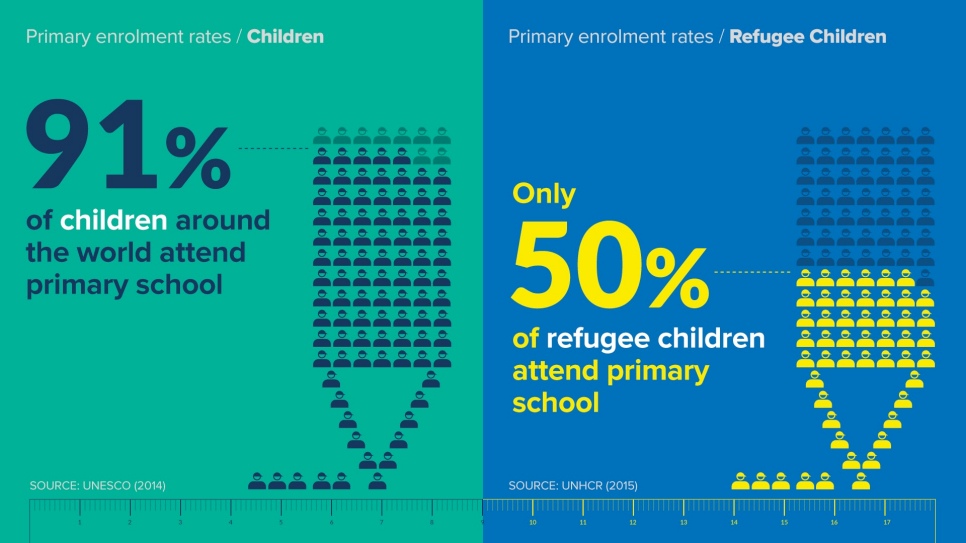 Primary enrolment rates / Children
91%
of children around
the world attend
primary school
SOURCE: UNESCO (2014)
Primary enrolment rates / Refugee Children
Only
50%
of refugee children
attend primary
school
SOURCE: UNHCR (2015)
1 2 3 4 5 6 7 8 9 10 11 12 13 14 15 16 17